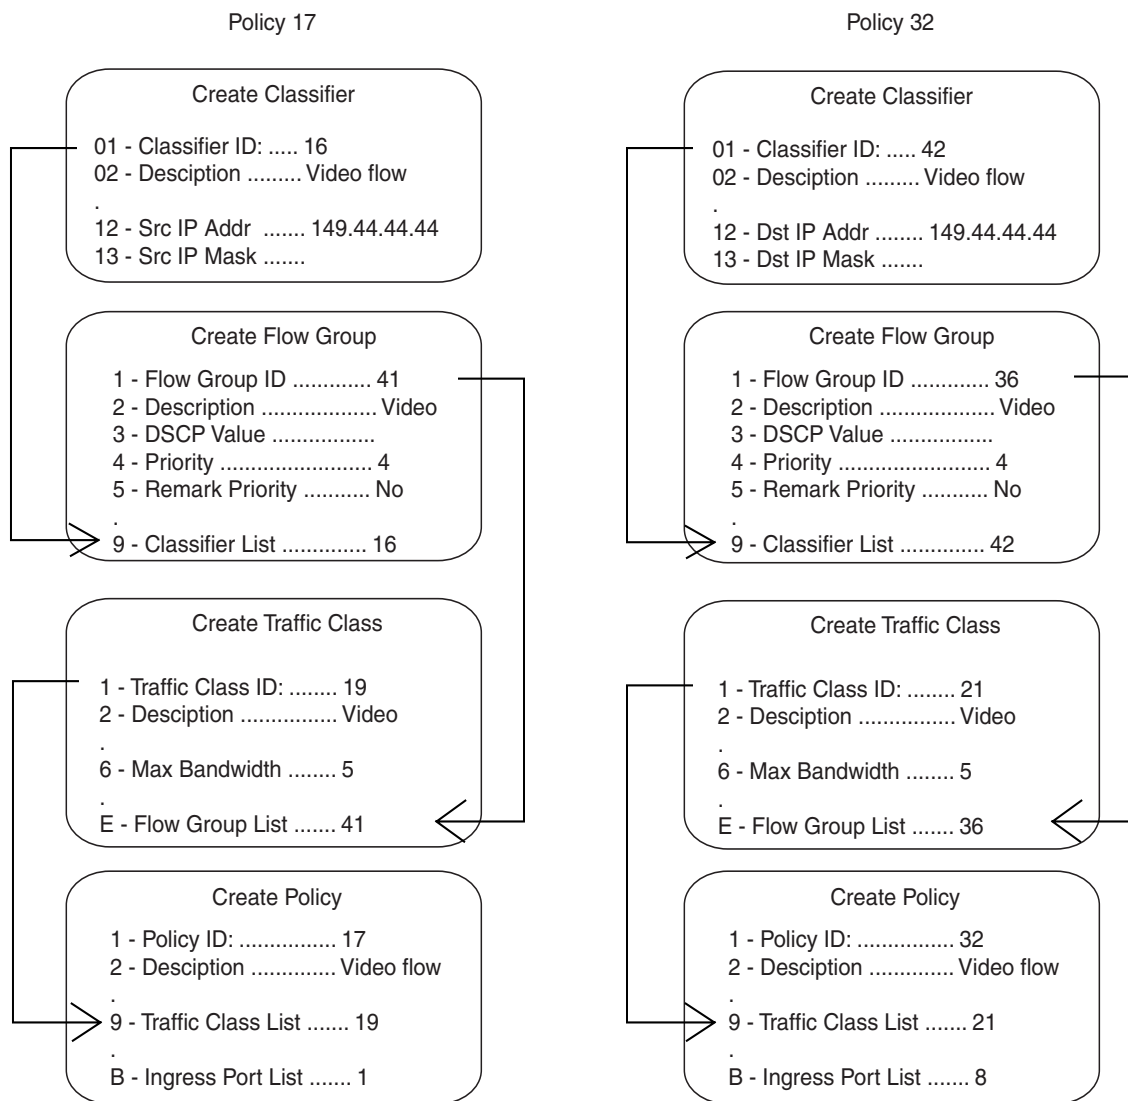 Policy 17
Create Classifier
01 - Classifier ID: ..... 16
02 - Desciption ......... Video flow
.
12 - Src IP Addr ....... 149.44.44.44
13 - Src IP Mask .......
Create Flow Group
1 - Flow Group ID ............. 41
2 - Description ................... Video
3 - DSCP Value .................
4 - Priority ......................... 4
5 - Remark Priority ........... No
.
9 - Classifier List .............. 16
Create Traffic Class
1 - Traffic Class ID: ........ 19
2 - Desciption ................ Video
.
6 - Max Bandwidth ........ 5
.
E - Flow Group List ....... 41
Create Policy
1 - Policy ID: ................ 17
2 - Desciption .............. Video flow
.
9 - Traffic Class List ....... 19
.
B - Ingress Port List ....... 1
Policy 32
Create Classifier
01 - Classifier ID: ..... 42
02 - Desciption ......... Video flow
.
12 - Dst IP Addr ........ 149.44.44.44
13 - Dst IP Mask .......
Create Flow Group
1 - Flow Group ID ............. 36
2 - Description ................... Video
3 - DSCP Value .................
4 - Priority ......................... 4
5 - Remark Priority ........... No
.
9 - Classifier List .............. 42
Create Traffic Class
1 - Traffic Class ID: ........ 21
2 - Desciption ................ Video
.
6 - Max Bandwidth ........ 5
.
E - Flow Group List ....... 36
Create Policy
1 - Policy ID: ................ 32
2 - Desciption .............. Video flow
.
9 - Traffic Class List ....... 21
.
B - Ingress Port List ....... 8